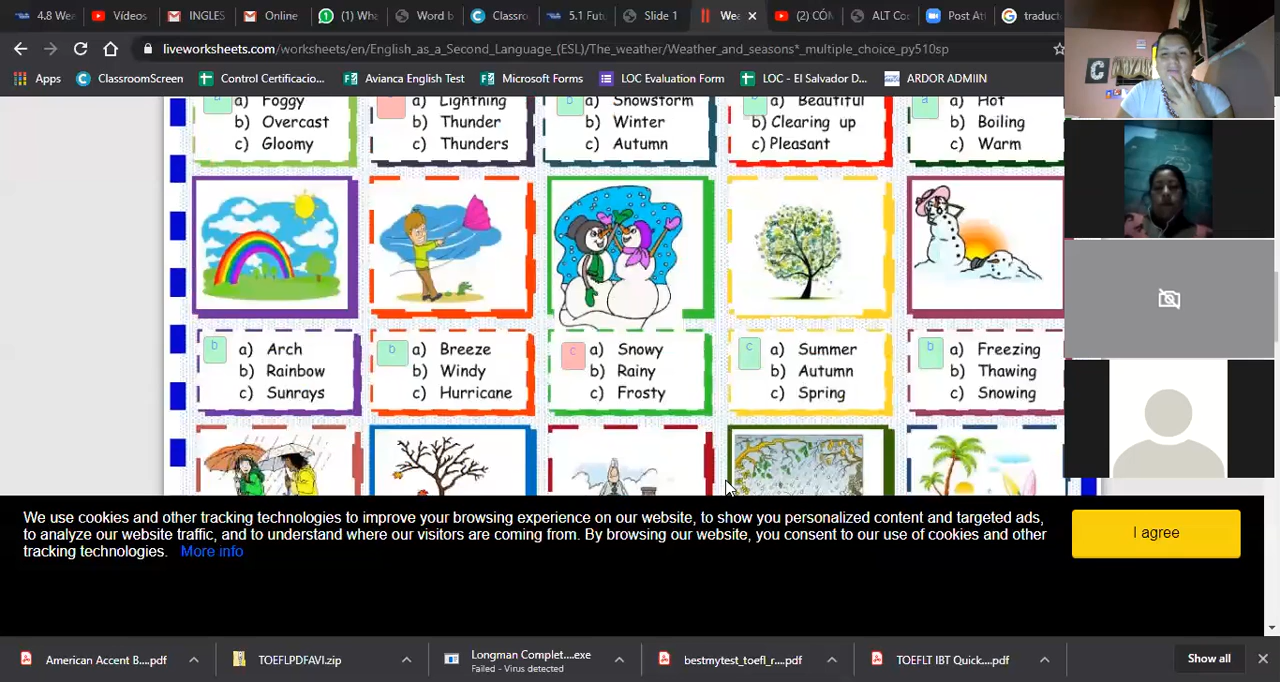 4.8 Wea
Vídeos
INGLES
Online
(1) Wha
Word b
Classro
5.1 Futu
Slide 1
Wea
(2) CÓN
ALT Co
Post At
traduct
liveworksheets.com/worksheets/en/English_as_a_Second_Language_(ESL)/The_weather/Weather_and_seasons*_multiple_choice_py510sp
Apps
ClassroomScreen
Control Certificacio...
Avianca English Test
Microsoft Forms
LOC Evaluation Form
LOC - El Salvador D...
ARDOR ADMIIN
C
a) Foggy
b) Overcast
c) Gloomy
a) Lightning
b) Thunder
c) Thunders
b
a) Snowstorm
b) Winter
c) Autumn
b
a) Beautiful
b) Clearing up
c) Pleasant
a
a) Hot
b) Boiling
c) Warm
b
a) Arch
b) Rainbow
c) Sunrays
b
a) Breeze
b) Windy
c) Hurricane
c
a) Snowy
b) Rainy
c) Frosty
c
a) Summer
b) Autumn
c) Spring
b
a) Freezing
b) Thawing
c) Snowing
We use cookies and other tracking technologies to improve your browsing experience on our website, to show you personalized content and targeted ads,
to analyze our website traffic, and to understand where our visitors are coming from. By browsing our website, you consent to our use of cookies and other
tracking technologies. More info
I agree
American Accent B....pdf
TOEFLPDFAVI.zip
Longman Complet....exe
Failed - Virus detected
bestmytest_toefl_r....pdf
TOEFLT IBT Quick....pdf
Show all